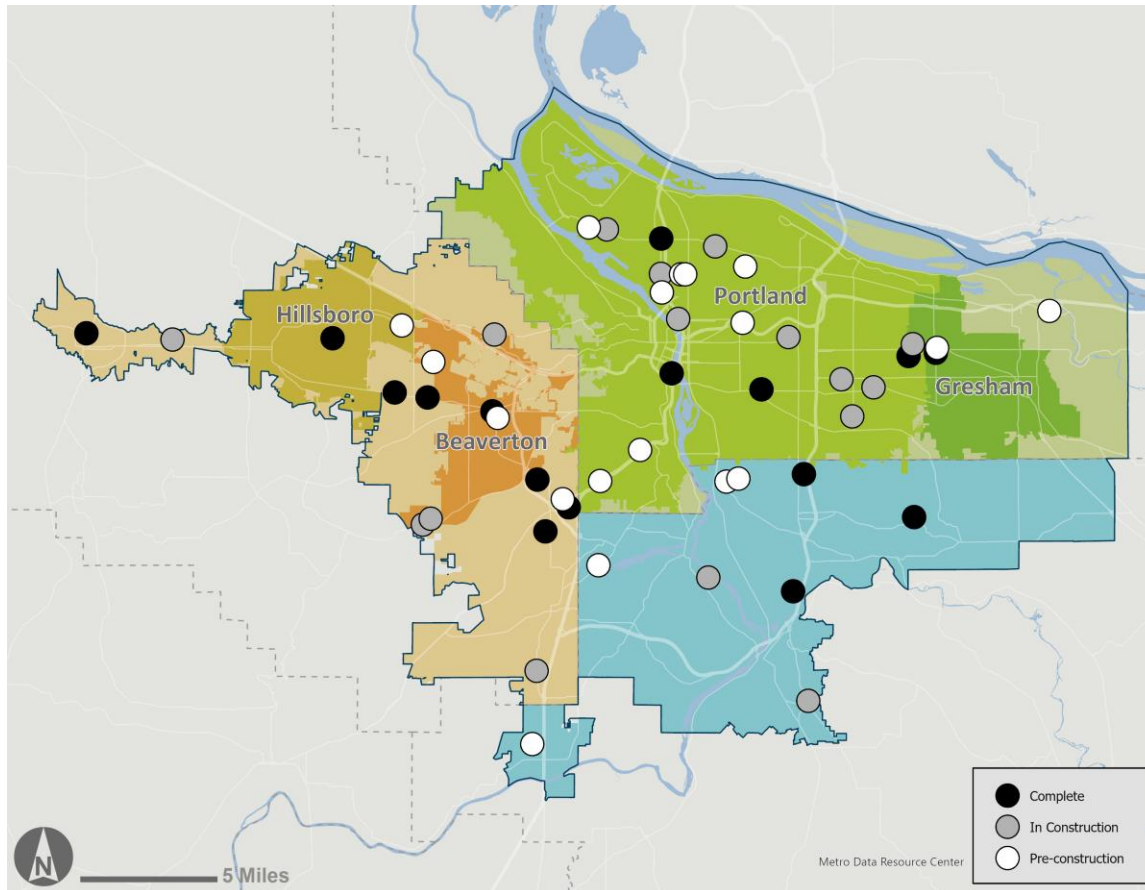 Portland
Hillsboro
Gresham
Beaverton
Complete
In Construction
Pre-construction
Metro Data Resource Center
N
5 Miles